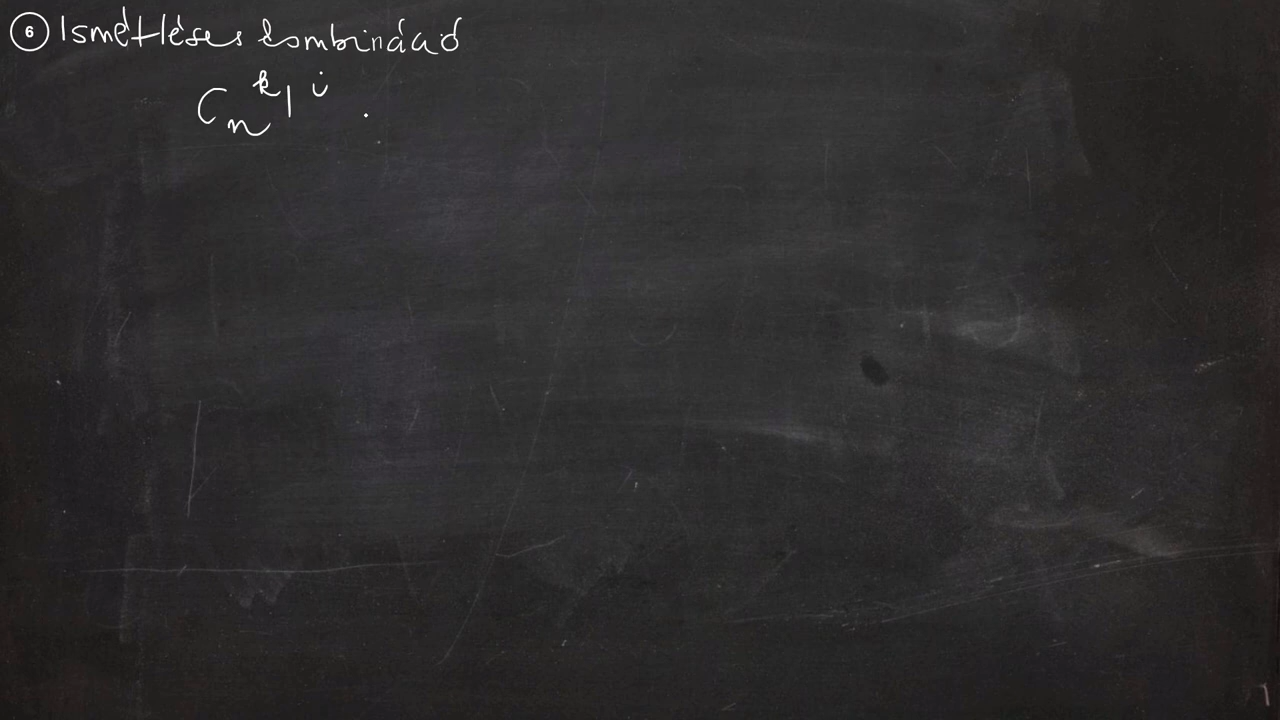 6 Ismétléses kombináció
C_n^{k, i}